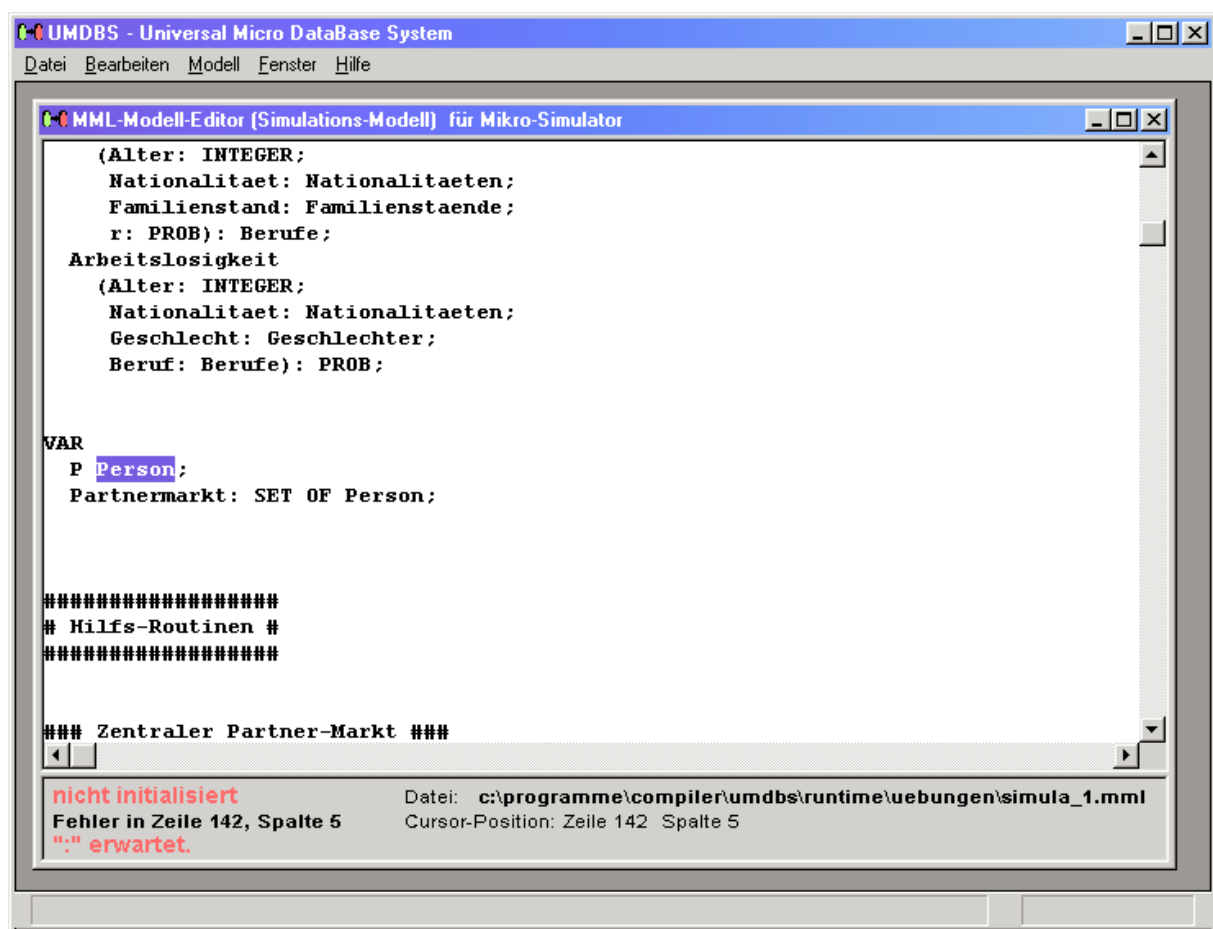 UMDBS - Universal Micro DataBase System
Datei Bearbeiten Modell Fenster Hilfe
MML-Modell-Editor (Simulations-Modell) für Mikro-Simulator
(Alter: INTEGER;
Nationalitaet: Nationalitaeten;
Familienstand: Familienstaende;
r: PROB): Berufe;
Arbeitslosigkeit
(Alter: INTEGER;
Nationalitaet: Nationalitaeten;
Geschlecht: Geschlechter;
Beruf: Berufe): PROB;
VAR
P Person;
Partnermarkt: SET OF Person;
##################
# Hilfs-Routinen #
##################
### Zentraler Partner-Markt ###
nicht initialisiert Datei: c:\programme\compiler\umdbs\runtime\uebungen\simula_1.mml
Fehler in Zeile 142, Spalte 5 Cursor-Position: Zeile 142 Spalte 5
":" erwartet.